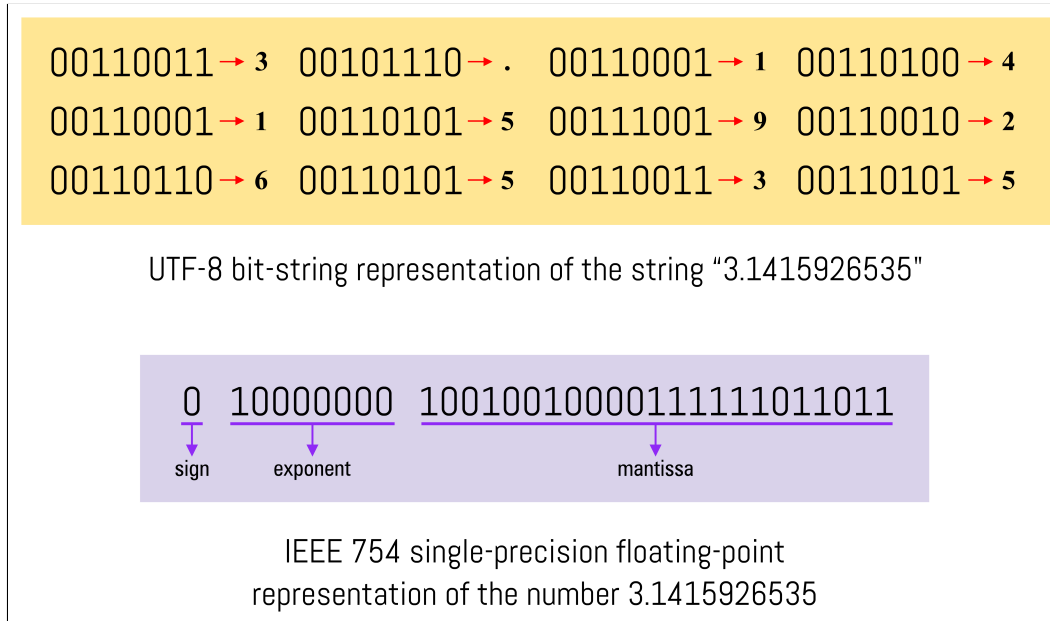 00110011 → 3 00101110 → . 00110001 → 1 00110100 → 4
00110001 → 1 00110101 → 5 00111001 → 9 00110010 → 2
00110110 → 6 00110101 → 5 00110011 → 3 00110101 → 5
UTF-8 bit-string representation of the string “3.1415926535"
0 10000000 10010010000111111011011
sign exponent mantissa
IEEE 754 single-precision floating-point
representation of the number 3.1415926535